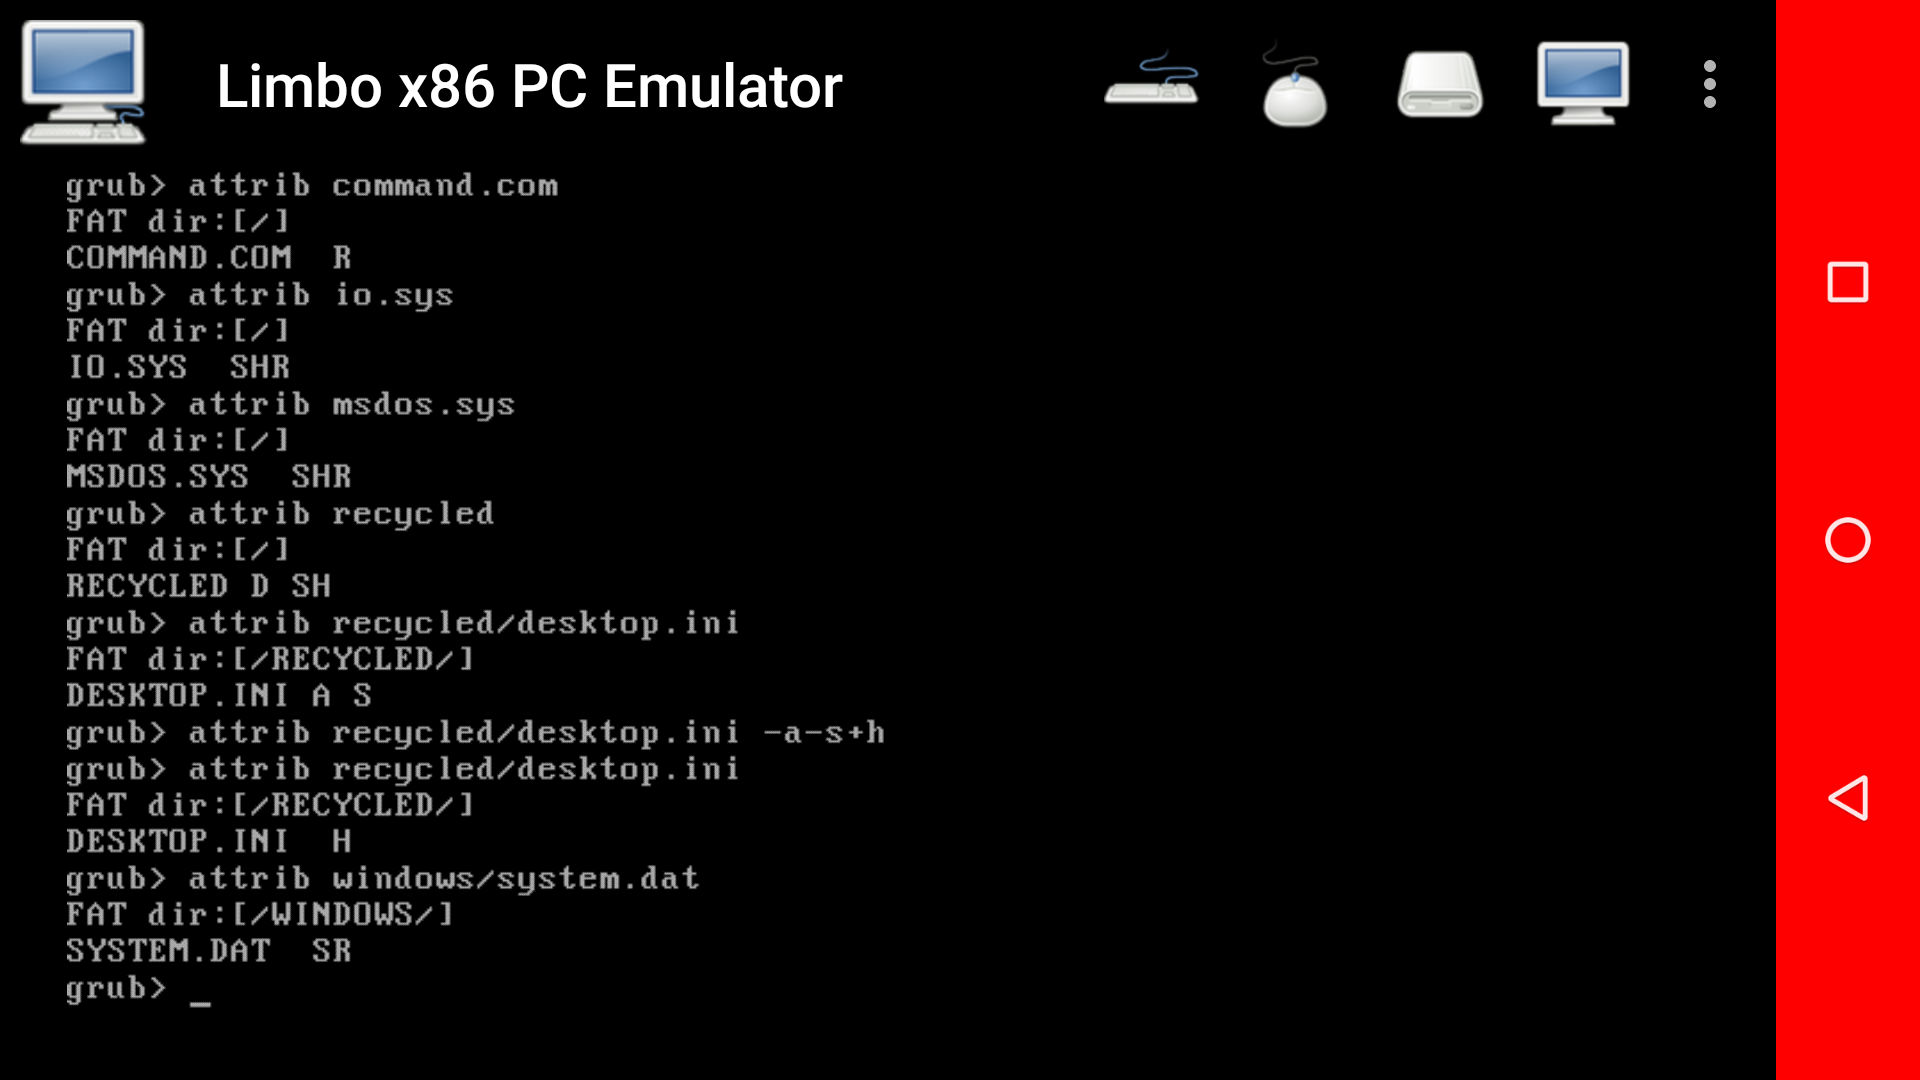 Limbo x86 PC Emulator
grub> attrib command.com
FAT dir:[/]
COMMAND.COM  R
grub> attrib io.sys
FAT dir:[/]
IO.SYS  SHR
grub> attrib msdos.sys
FAT dir:[/]
MSDOS.SYS  SHR
grub> attrib recycled
FAT dir:[/]
RECYCLED D SH
grub> attrib recycled/desktop.ini
FAT dir:[/RECYCLED/]
DESKTOP.INI A S
grub> attrib recycled/desktop.ini -a-s+h
grub> attrib recycled/desktop.ini
FAT dir:[/RECYCLED/]
DESKTOP.INI  H
grub> attrib windows/system.dat
FAT dir:[/WINDOWS/]
SYSTEM.DAT  SR
grub> _